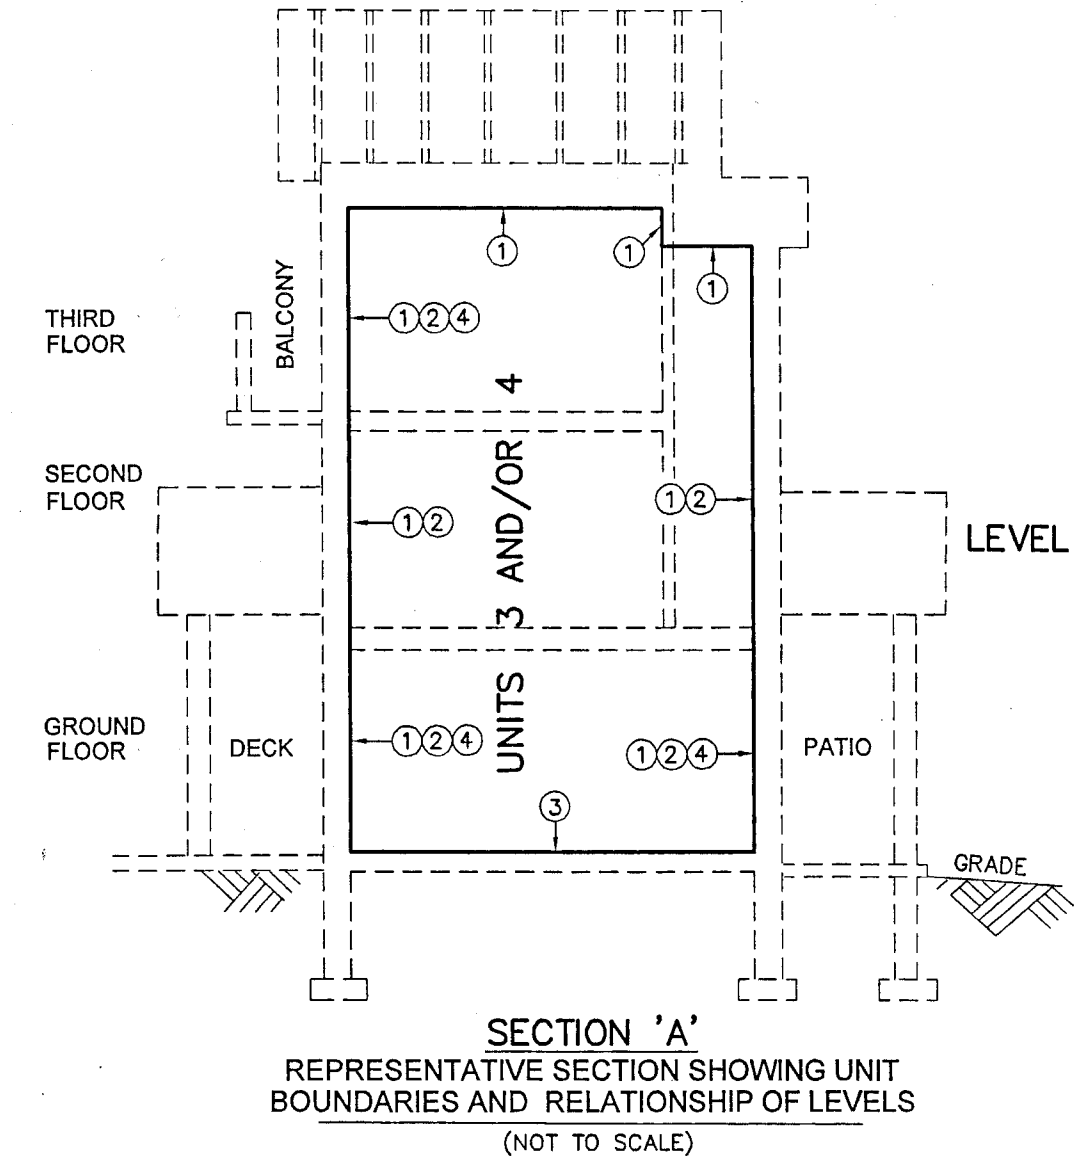 1
1
1
BALCONY
THIRD
FLOOR
1 2 4
SECOND
FLOOR
1 2
1 2
LEVEL
UNITS 3 AND/OR 4
GROUND
FLOOR
DECK
1 2 4
1 2 4
PATIO
3
GRADE
SECTION 'A'
REPRESENTATIVE SECTION SHOWING UNIT
BOUNDARIES AND RELATIONSHIP OF LEVELS
(NOT TO SCALE)